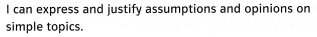 I can express and justify assumptions and opinions on
simple topics.